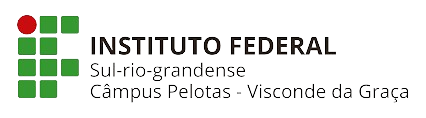 INSTITUTO FEDERAL
Sul-rio-grandense
Câmpus Pelotas - Visconde da Graça